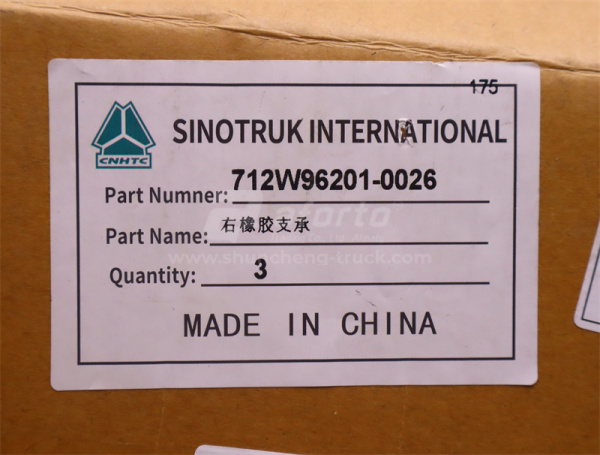 175
SINOTRUK INTERNATIONAL
CNHTC
Part Numner: 712W96201-0026
Part Name: 右橡胶支承
www.shuncheng-truck.com
Quantity: 3
MADE IN CHINA